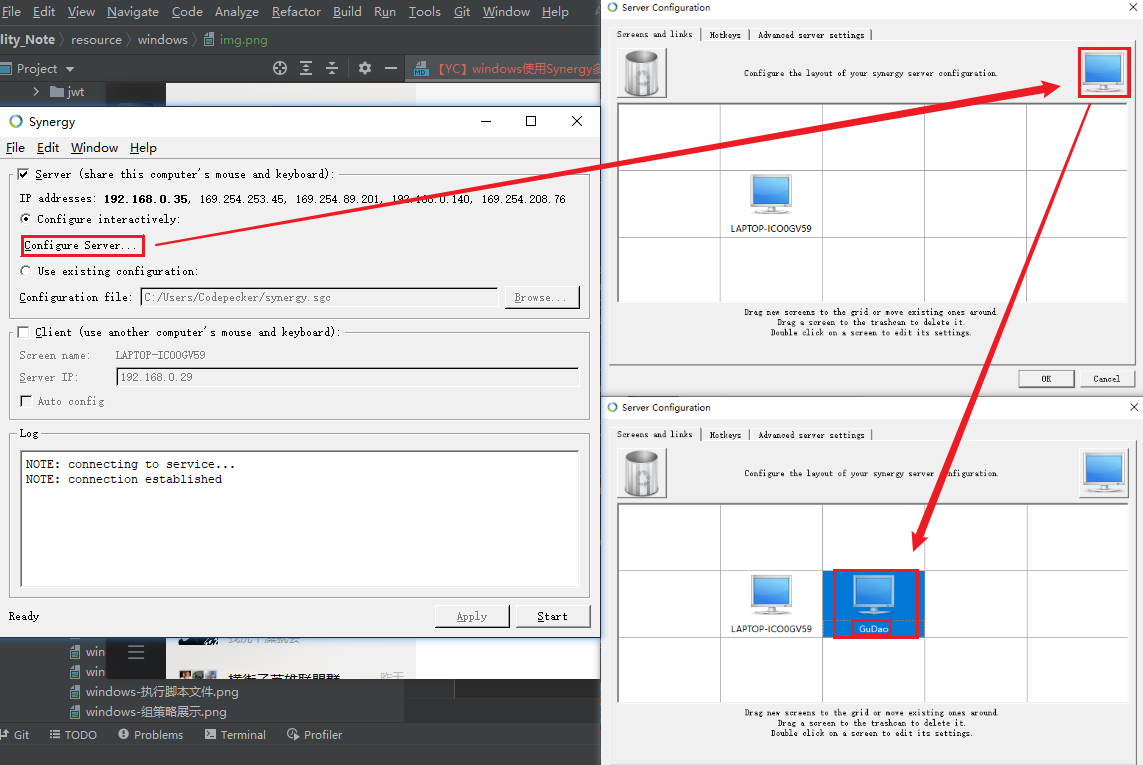 File Edit View Navigate Code Analyze Refactor Build Run Tools Git Window Help
lity_Note resource windows img.png
Project
MD 【YC】windows使用Synergy多
jwt
Synergy
File Edit Window Help
Server (share this computer's mouse and keyboard):
IP addresses: 192.168.0.35, 169.254.253.45, 169.254.89.201, 192.168.0.140, 169.254.208.76
Configure interactively:
Configure Server...
Use existing configuration:
Configuration file: C:/Users/Codepecker/synergy.sgc Browse...
Client (use another computer's mouse and keyboard):
Screen name: LAPTOP-ICO0GV59
Server IP: 192.168.0.29
Auto config
Log
NOTE: connecting to service...
NOTE: connection established
Ready Apply Start
win
win
windows-执行脚本文件.png
windows-组策略展示.png
Git TODO Problems Terminal Profiler
Server Configuration
Screens and links Hotkeys Advanced server settings
Configure the layout of your synergy server configuration.
LAPTOP-ICO0GV59
Drag new screens to the grid or move existing ones around.
Drag a screen to the trashcan to delete it.
Double click on a screen to edit its settings.
OK Cancel
Server Configuration
Screens and links Hotkeys Advanced server settings
Configure the layout of your synergy server figuration.
LAPTOP-ICO0GV59 GuDao
Drag new screens to the grid or move existing ones around.
Drag a screen to the trashcan to delete it.
Double click on a screen to edit its settings.